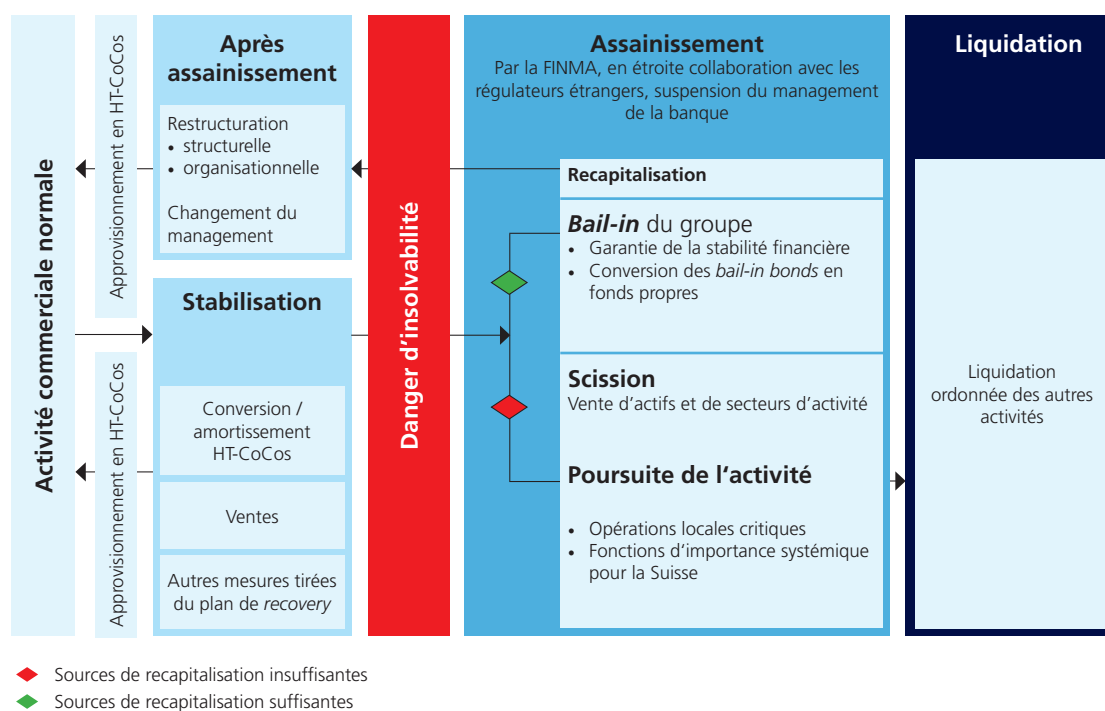 Activité commerciale normale
Approvisionnement en HT-CoCos
Approvisionnement en HT-CoCos
Après
assainissement
Restructuration
• structurelle
• organisationnelle
Changement du
management
Stabilisation
Conversion /
amortissement
HT-CoCos
Ventes
Autres mesures tirées
du plan de recovery
Danger d'insolvabilité
Assainissement
Par la FINMA, en étroite collaboration avec les
régulateurs étrangers, suspension du management
de la banque
Recapitalisation
Bail-in du groupe
• Garantie de la stabilité financière
• Conversion des bail-in bonds en
fonds propres
Scission
Vente d'actifs et de secteurs d'activité
Poursuite de l'activité
• Opérations locales critiques
• Fonctions d'importance systémique
pour la Suisse
Liquidation
Liquidation
ordonnée des autres
activités
Sources de recapitalisation insuffisantes
Sources de recapitalisation suffisantes